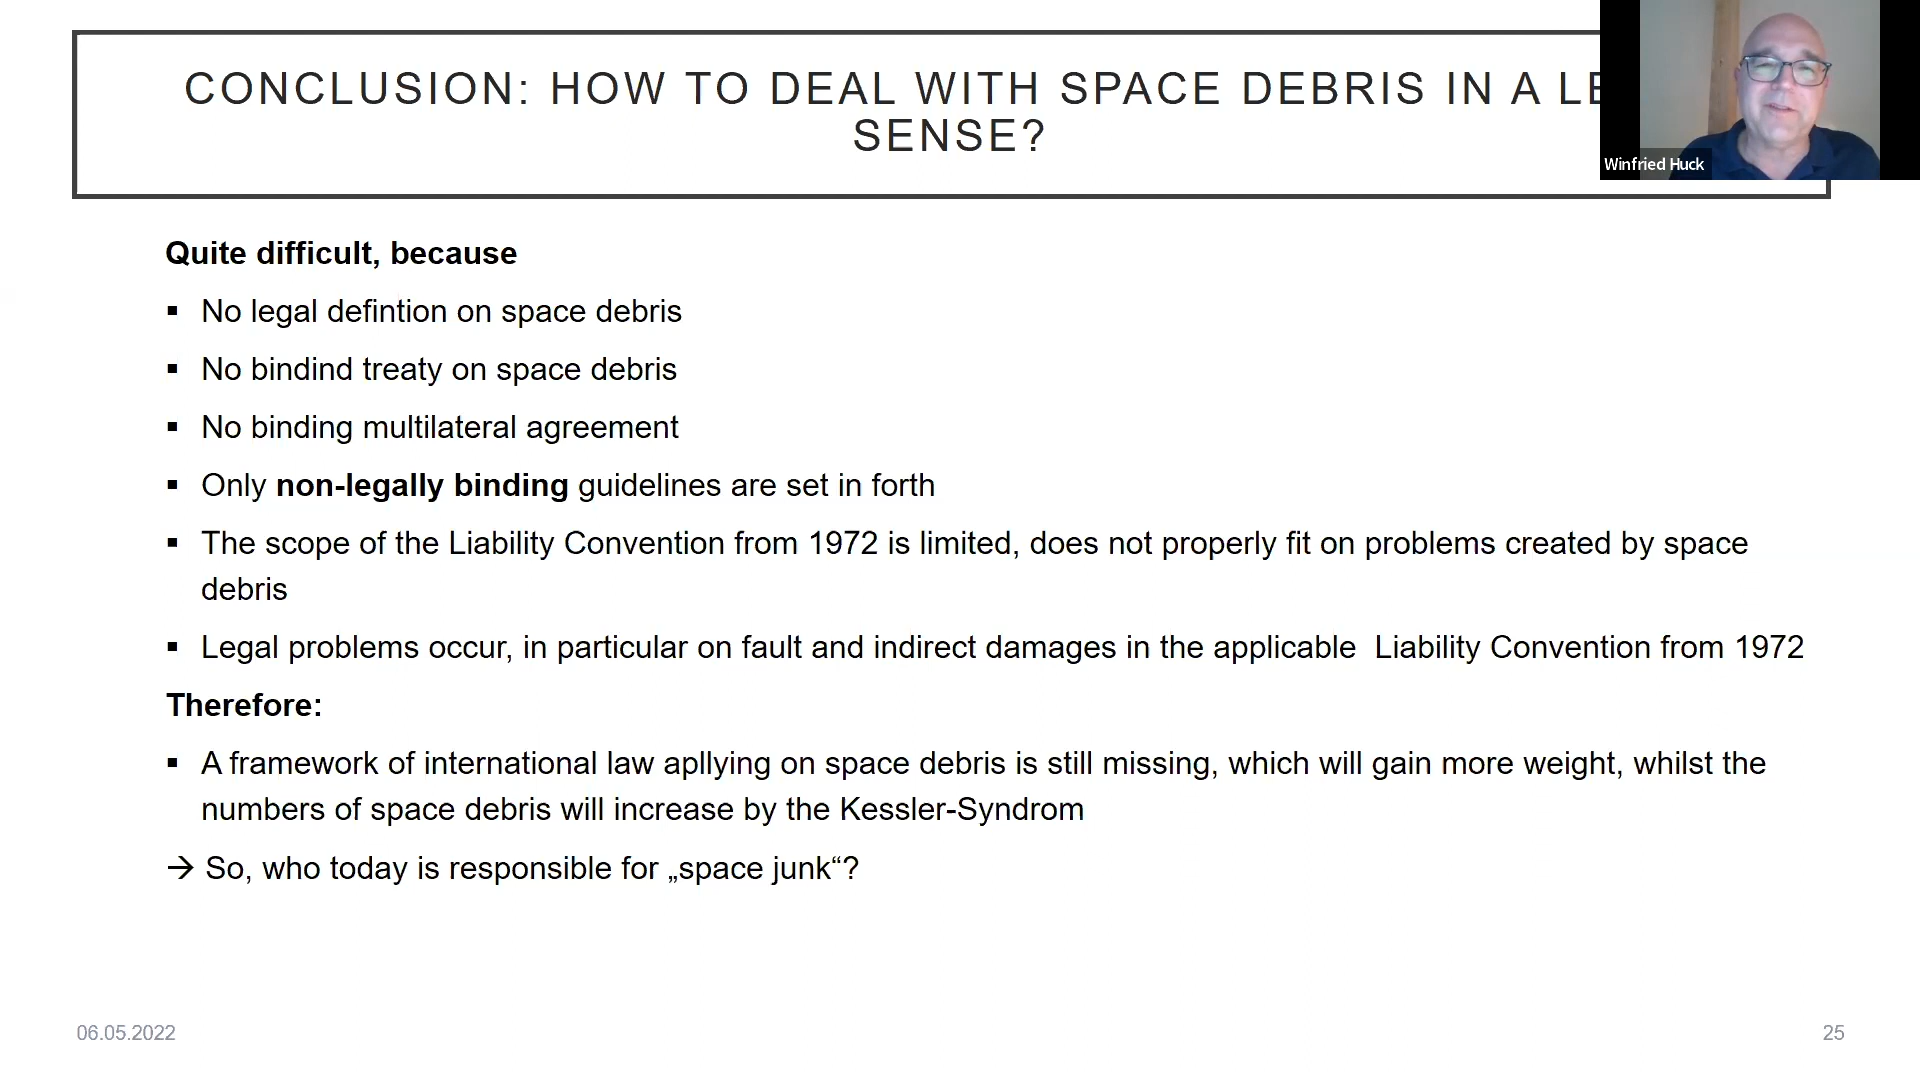 CONCLUSION: HOW TO DEAL WITH SPACE DEBRIS IN A LE
SENSE?
Winfried Huck
Quite difficult, because
▪ No legal defintion on space debris
▪ No bindind treaty on space debris
▪ No binding multilateral agreement
▪ Only non-legally binding guidelines are set in forth
▪ The scope of the Liability Convention from 1972 is limited, does not properly fit on problems created by space
debris
▪ Legal problems occur, in particular on fault and indirect damages in the applicable  Liability Convention from 1972
Therefore:
▪ A framework of international law apllying on space debris is still missing, which will gain more weight, whilst the
numbers of space debris will increase by the Kessler-Syndrom
→ So, who today is responsible for „space junk“?
06.05.2022
25